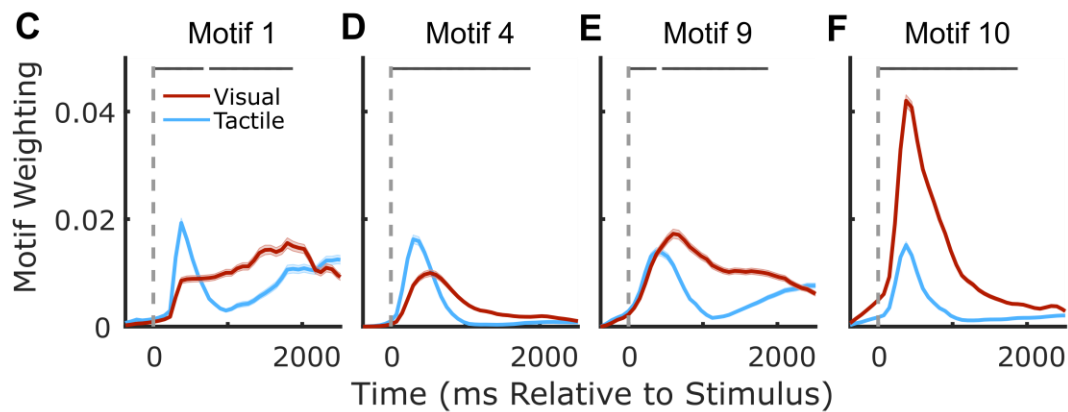 C Motif 1 D Motif 4 E Motif 9 F Motif 10
Motif Weighting
0.04
0.02
0
Visual
Tactile
0 2000 0 2000 0 2000 0 2000
Time (ms Relative to Stimulus)